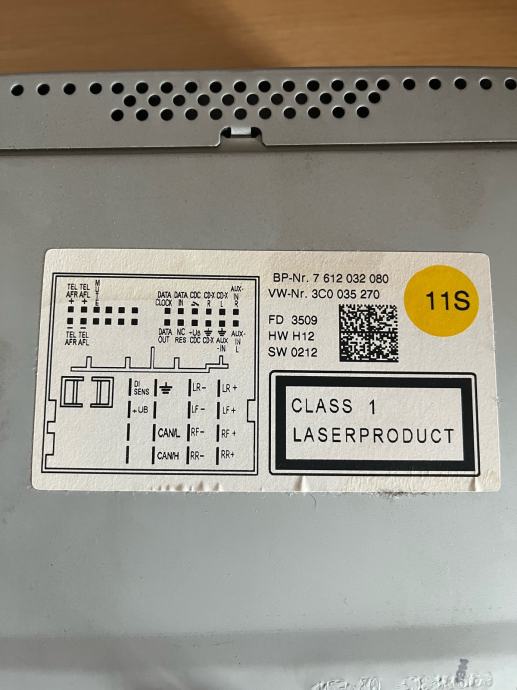 BP-Nr. 7 612 032 080
VW-Nr. 3C0 035 270
11S
FD 3509
HW H12
SW 0212
CLASS 1
LASERPRODUCT
TEL TEL
AFR AFL
+ +
M
U
T
E
DATA DATA CDC CD-X CD-X AUX-
CLOCK IN R L IN
R
TEL TEL
AFR AFL
DATA NC +UB CD-X AUX AUX-
OUT RES CDC -IN IN
L
DI
SENS
LR- LR+
+UB LF- LF+
CAN/L RF- RF+
CAN/H RR- RR+